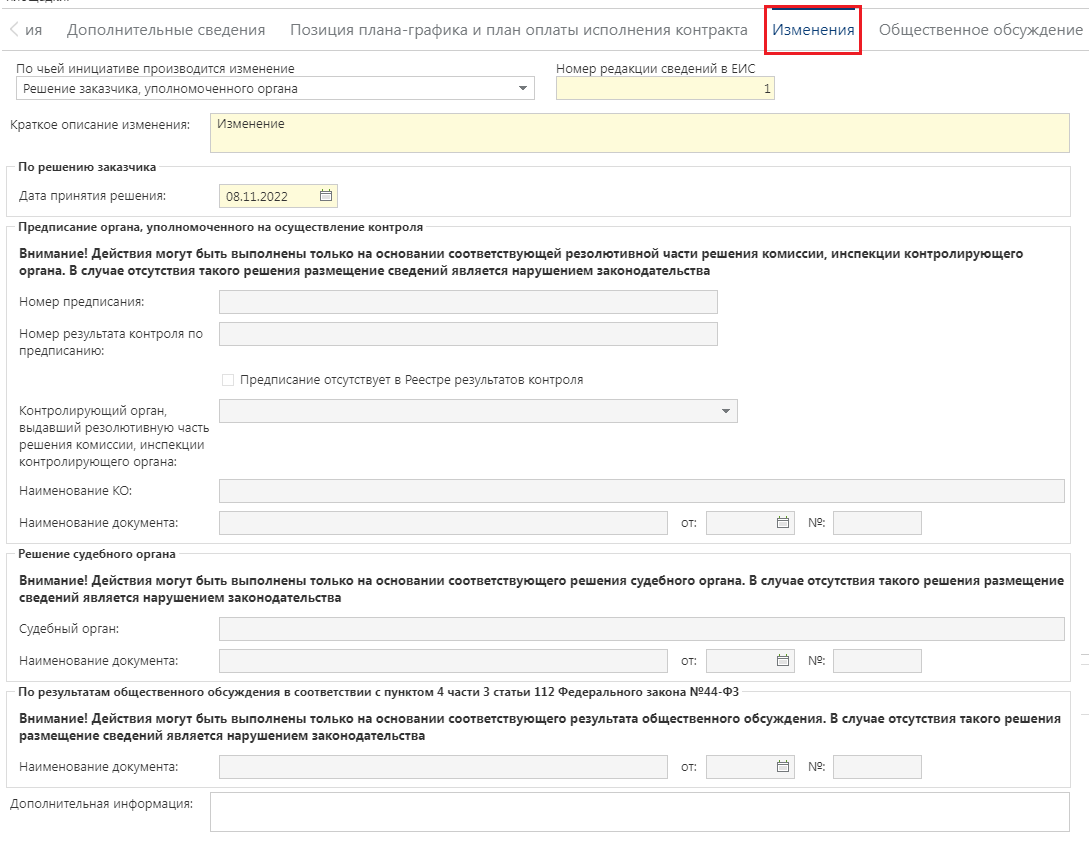 ия Дополнительные сведения Позиция плана-графика и план оплаты исполнения контракта Изменения Общественное обсуждение
По чьей инициативе производится изменение Номер редакции сведений в ЕИС
Решение заказчика, уполномоченного органа 1
Краткое описание изменения: Изменение
По решению заказчика
Дата принятия решения: 08.11.2022
Предписание органа, уполномоченного на осуществление контроля
Внимание! Действия могут быть выполнены только на основании соответствующей резолютивной части решения комиссии, инспекции контролирующего
органа. В случае отсутствия такого решения размещение сведений является нарушением законодательства
Номер предписания:
Номер результата контроля по
предписанию:
Предписание отсутствует в Реестре результатов контроля
Контролирующий орган,
выдавший резолютивную часть
решения комиссии, инспекции
контролирующего органа:
Наименование КО:
Наименование документа: от: №:
Решение судебного органа
Внимание! Действия могут быть выполнены только на основании соответствующего решения судебного органа. В случае отсутствия такого решения размещение
сведений является нарушением законодательства
Судебный орган:
Наименование документа: от: №:
По результатам общественного обсуждения в соответствии с пунктом 4 части 3 статьи 112 Федерального закона №44-ФЗ
Внимание! Действия могут быть выполнены только на основании соответствующего результата общественного обсуждения. В случае отсутствия такого решения
размещение сведений является нарушением законодательства
Наименование документа: от: №:
Дополнительная информация: